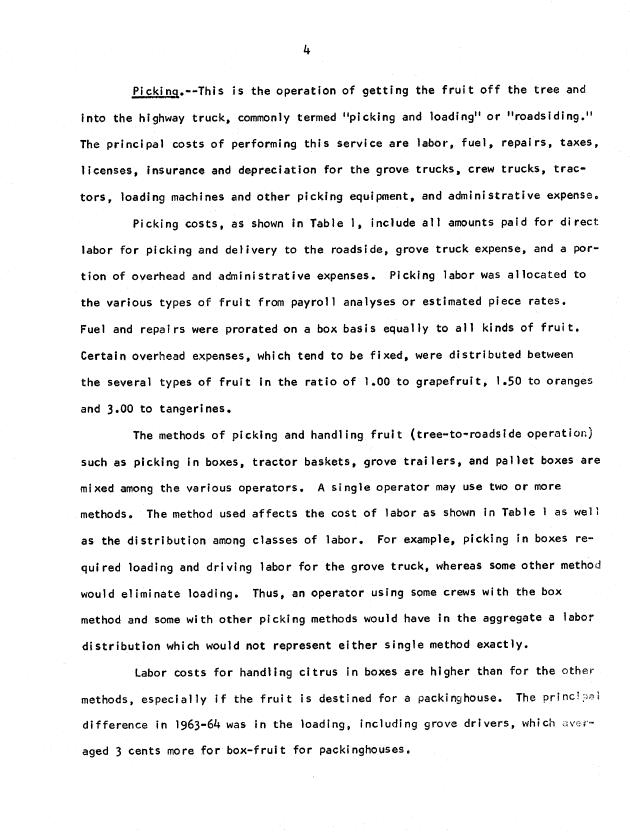 4
Picking.--This is the operation of getting the fruit off the tree and
into the highway truck, commonly termed "picking and loading" or "roadsiding."
The principal costs of performing this service are labor, fuel, repairs, taxes,
licenses, insurance and depreciation for the grove trucks, crew trucks, trac-
tors, loading machines and other picking equipment, and administrative expense.
Picking costs, as shown in Table 1, include all amounts paid for direct
labor for picking and delivery to the roadside, grove truck expense, and a por-
tion of overhead and administrative expenses. Picking labor was allocated to
the various types of fruit from payroll analyses or estimated piece rates.
Fuel and repairs were prorated on a box basis equally to all kinds of fruit.
Certain overhead expenses, which tend to be fixed, were distributed between
the several types of fruit in the ratio of 1.00 to grapefruit, 1.50 to oranges
and 3.00 to tangerines.
The methods of picking and handling fruit (tree-to-roadside operation)
such as picking in boxes, tractor baskets, grove trailers, and pallet boxes are
mixed among the various operators. A single operator may use two or more
methods. The method used affects the cost of labor as shown in Table 1 as well
as the distribution among classes of labor. For example, picking in boxes re-
quired loading and driving labor for the grove truck, whereas some other method
would eliminate loading. Thus, an operator using some crews with the box
method and some with other picking methods would have in the aggregate a labor
distribution which would not represent either single method exactly.
Labor costs for handling citrus in boxes are higher than for the other
methods, especially if the fruit is destined for a packinghouse. The principal
difference in 1963-64 was in the loading, including grove drivers, which aver-
aged 3 cents more for box-fruit for packinghouses.